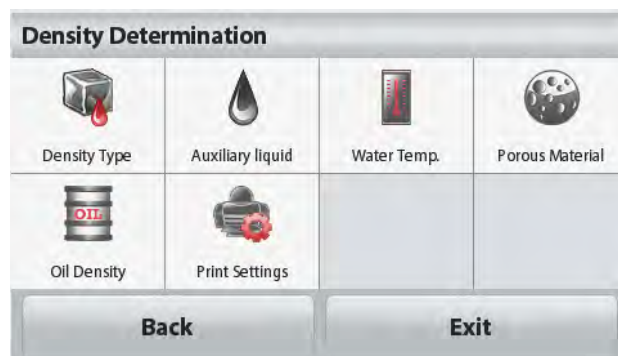 Density Determination
Density Type
Auxiliary liquid
Water Temp.
Porous Material
OIL
Oil Density
Print Settings
Back
Exit